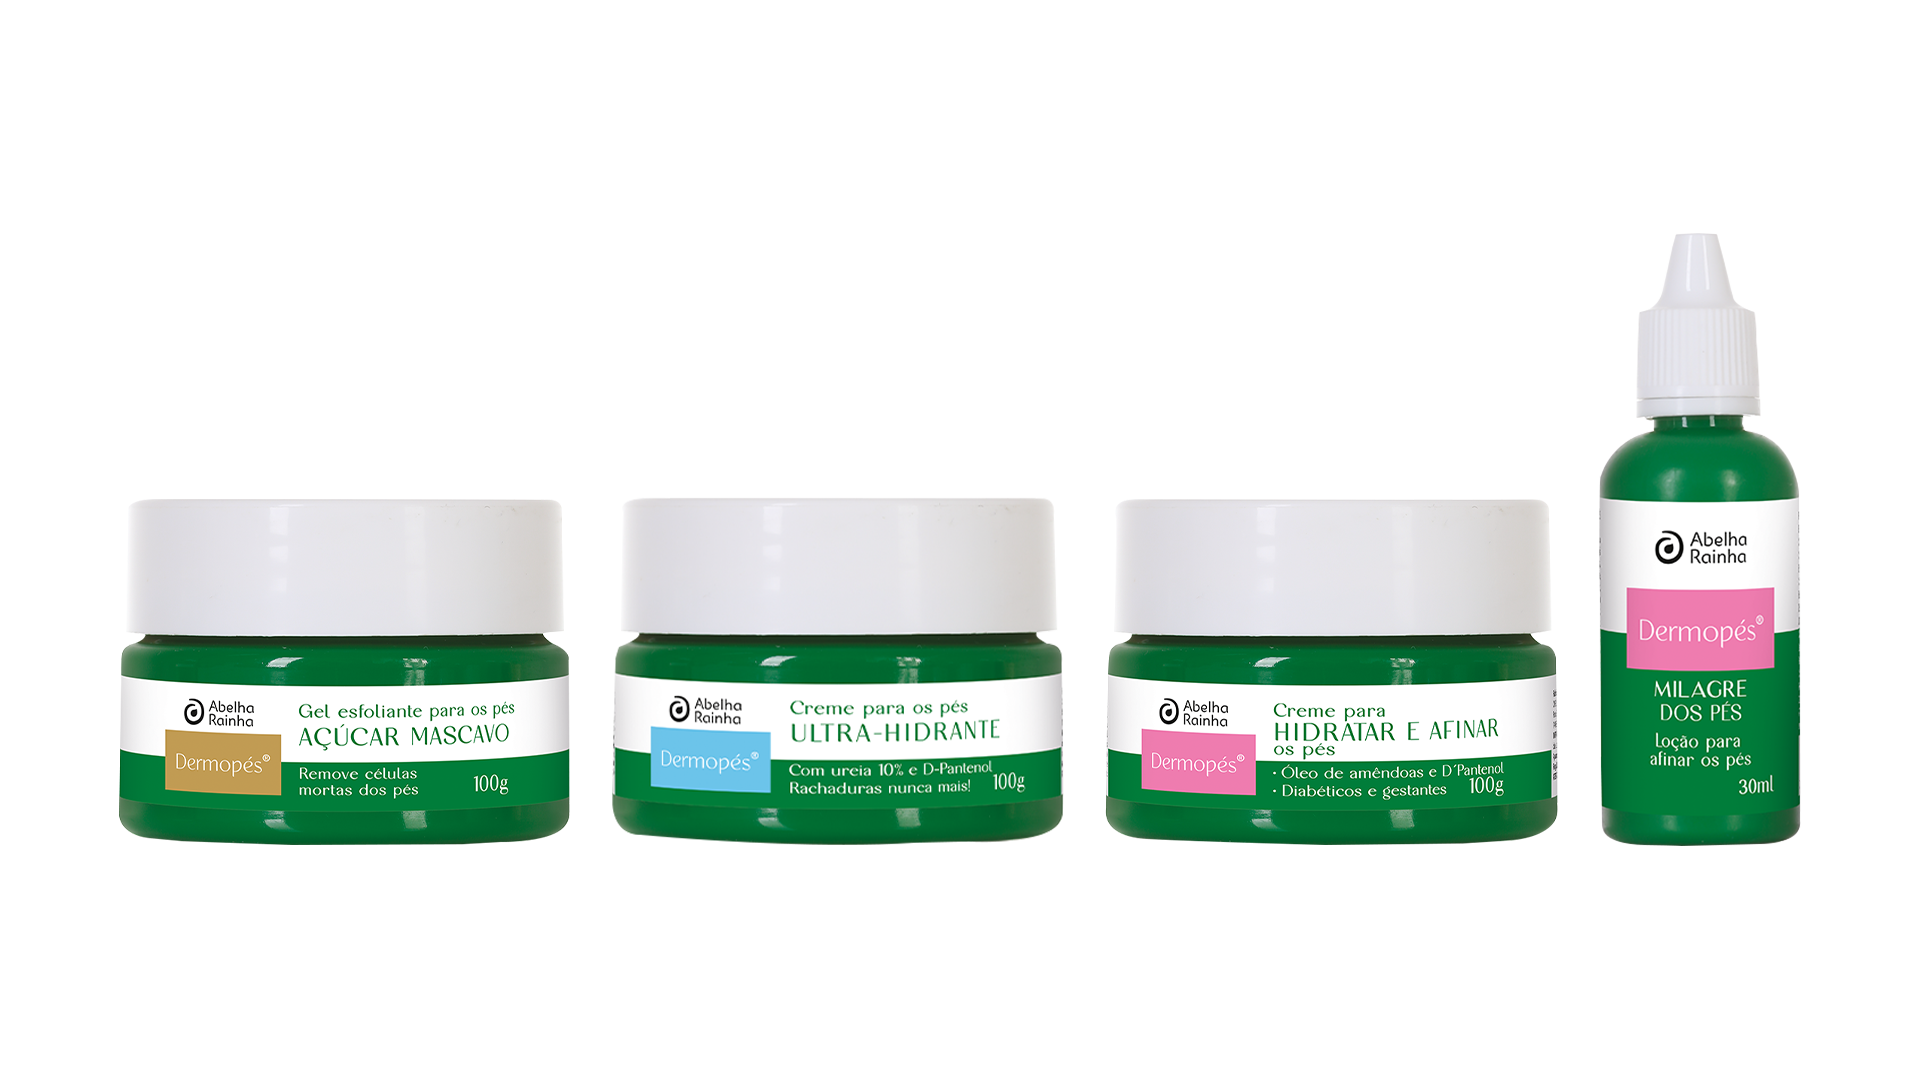 Abelha
Rainha
Dermopés®
Gel esfoliante para os pés
AÇÚCAR MASCAVO
Remove células
mortas dos pés
100g
Abelha
Rainha
Dermopés®
Creme para os pés
ULTRA-HIDRANTE
Com ureia 10% e D-Pantenol
Rachaduras nunca mais!
100g
Abelha
Rainha
Dermopés®
Creme para
HIDRATAR E AFINAR
os pés
• Óleo de amêndoas e D´Pantenol
• Diabéticos e gestantes
100g
Abelha
Rainha
Dermopés®
MILAGRE
DOS PÉS
Loção para
afinar os pés
30ml